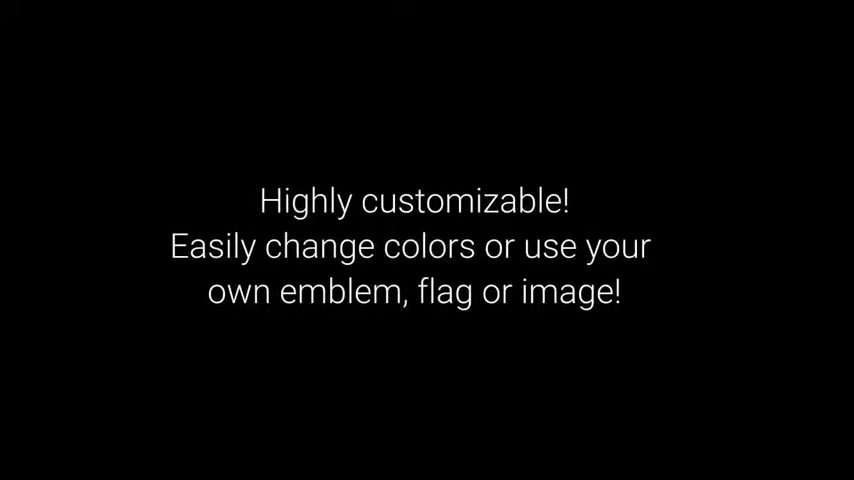 Highly customizable!
Easily change colors or use your
own emblem, flag or image!